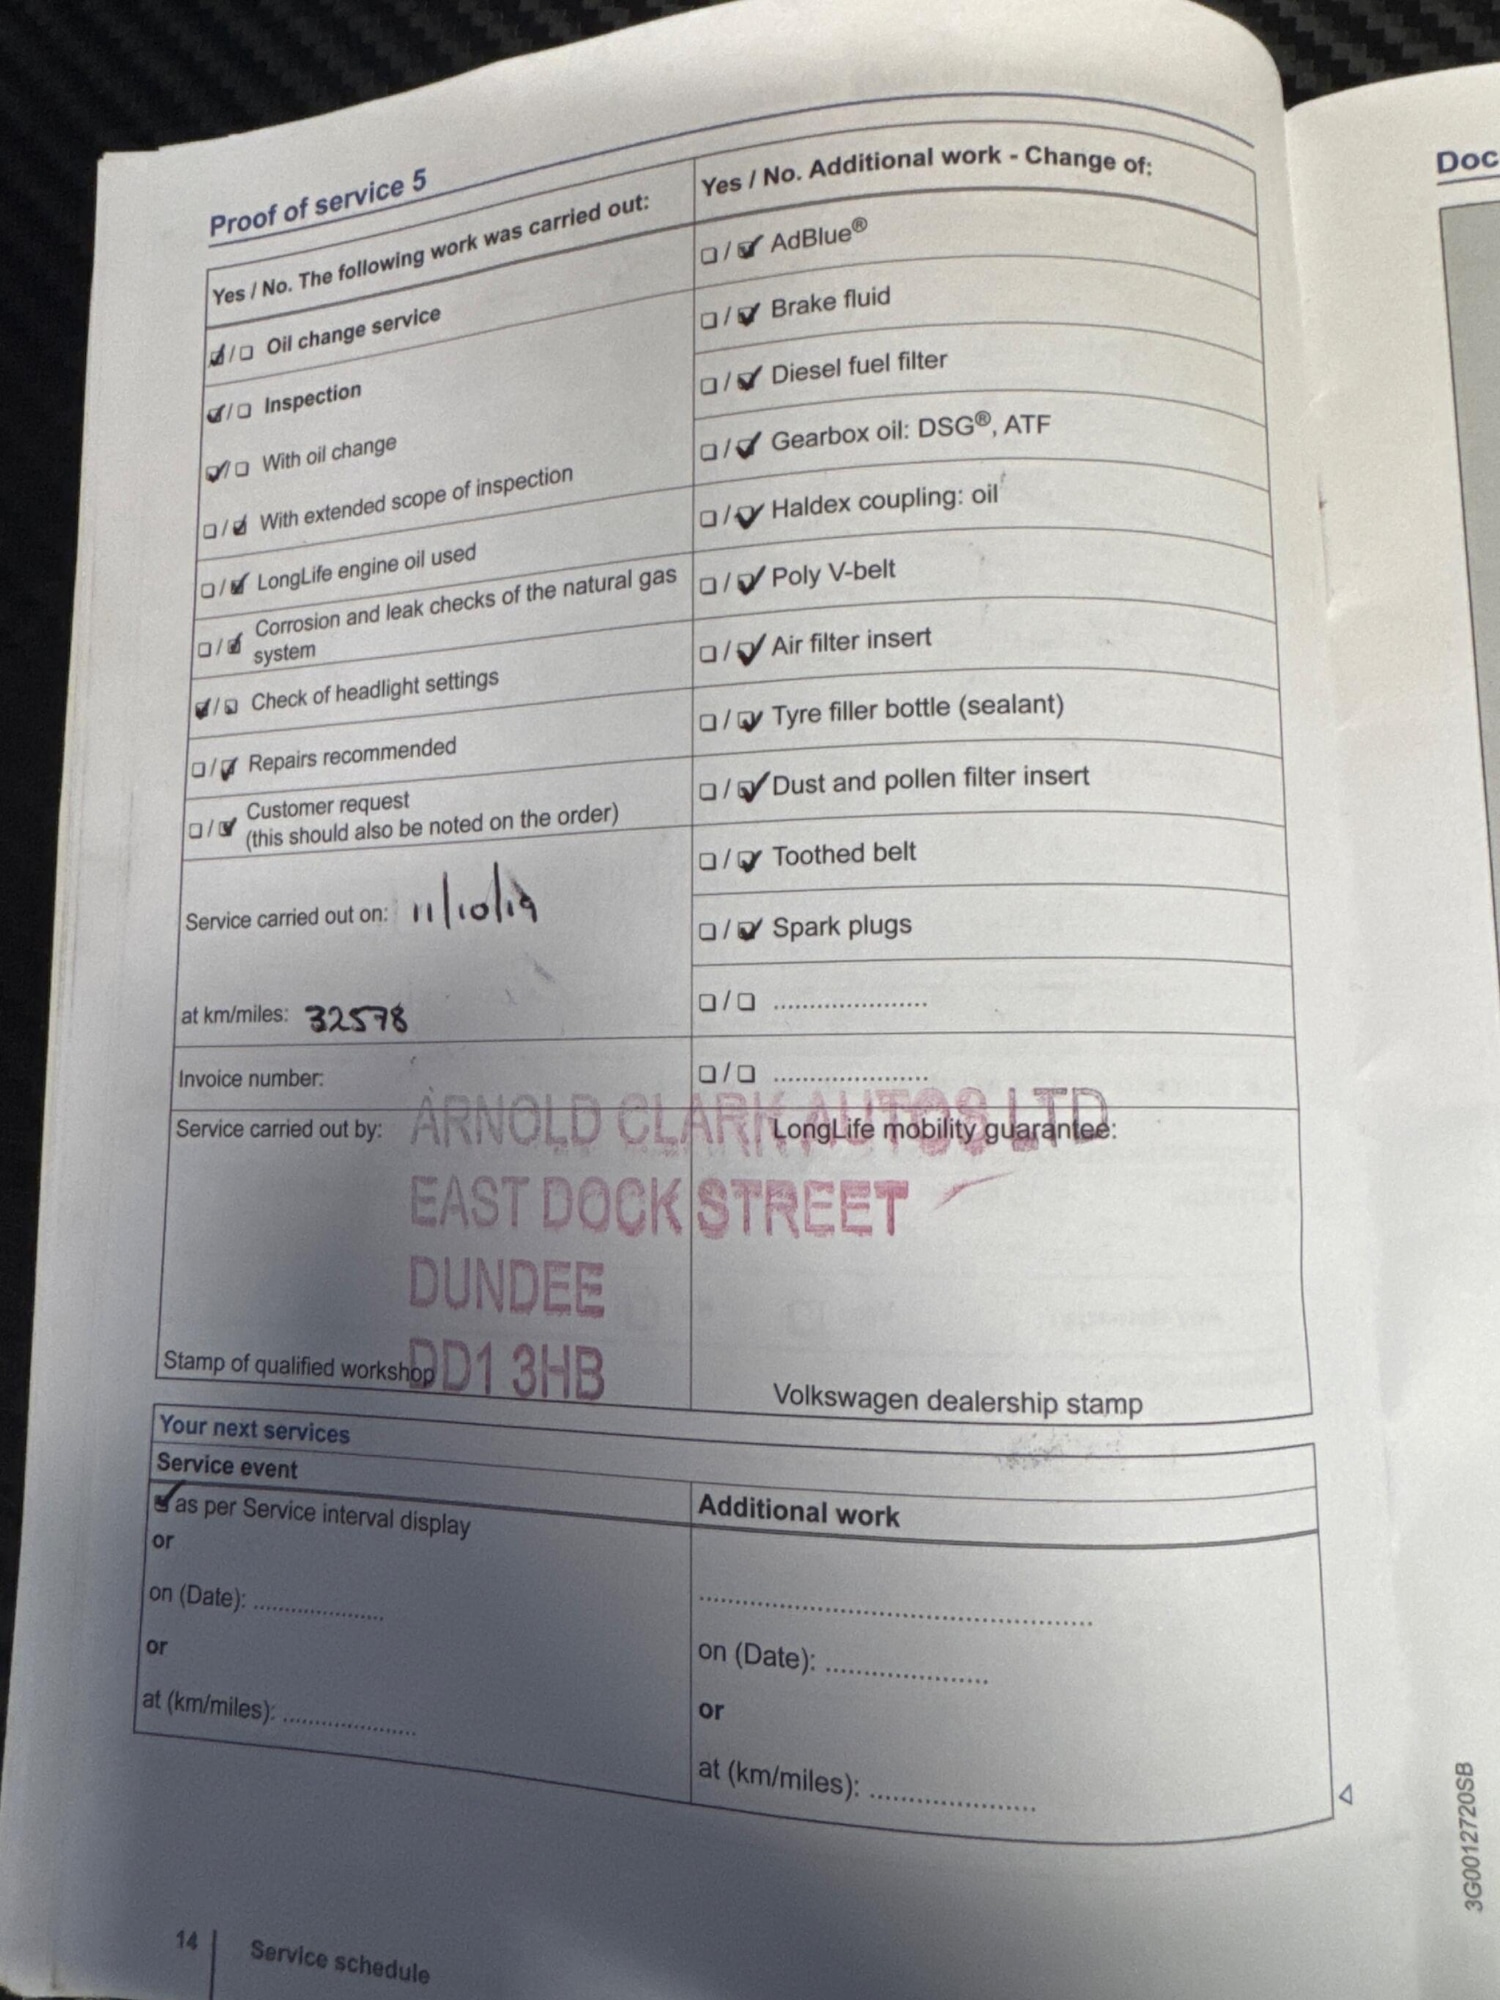 Proof of service 5
Yes / No. The following work was carried out:
☑/☐ Oil change service
☑/☐ Inspection
☑/☐ With oil change
☐/☑ With extended scope of inspection
☐/☑ LongLife engine oil used
☐/☑ Corrosion and leak checks of the natural gas
system
☑/☐ Check of headlight settings
☐/☑ Repairs recommended
☐/☑ Customer request
(this should also be noted on the order)
Service carried out on: 11/10/19
at km/miles: 32578
Invoice number:
Yes / No. Additional work - Change of:
☐/☑ AdBlue®
☐/☑ Brake fluid
☐/☑ Diesel fuel filter
☐/☑ Gearbox oil: DSG®, ATF
☐/☑ Haldex coupling: oil
☐/☑ Poly V-belt
☐/☑ Air filter insert
☐/☑ Tyre filler bottle (sealant)
☐/☑ Dust and pollen filter insert
☐/☑ Toothed belt
☐/☑ Spark plugs
☐/☐ .....................
☐/☐ .....................
Service carried out by:
ARNOLD CLARK AUTOS LTD
EAST DOCK STREET
DUNDEE
DD1 3HB
Stamp of qualified workshop
LongLife mobility guarantee:
Volkswagen dealership stamp
Your next services
Service event
☑ as per Service interval display
or
on (Date): ..................
or
at (km/miles): ..................
Additional work
.....................................................
on (Date): ......................
or
at (km/miles): ......................
14
Service schedule
Doc
3G0012720SB